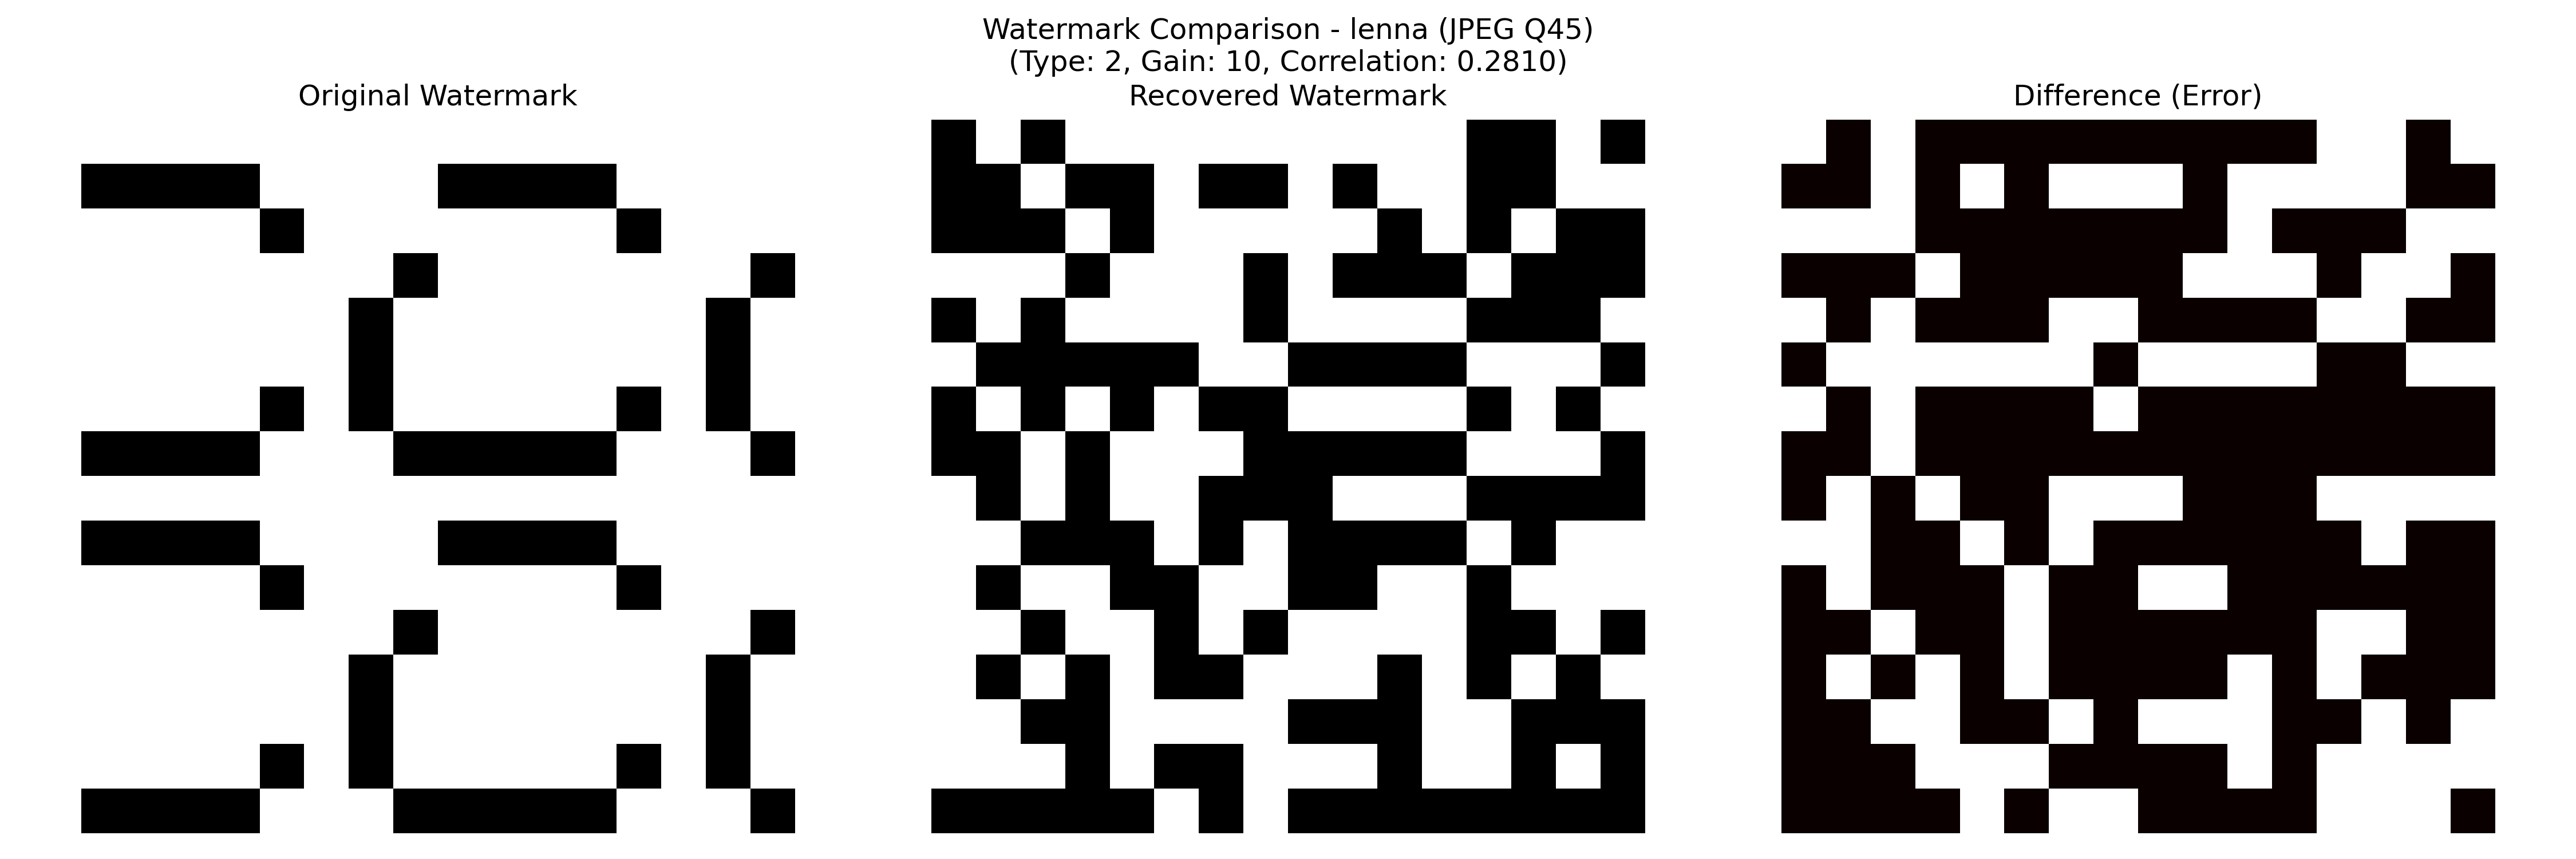 Watermark Comparison - lenna (JPEG Q45)
(Type: 2, Gain: 10, Correlation: 0.2810)
Original Watermark
Recovered Watermark
Difference (Error)